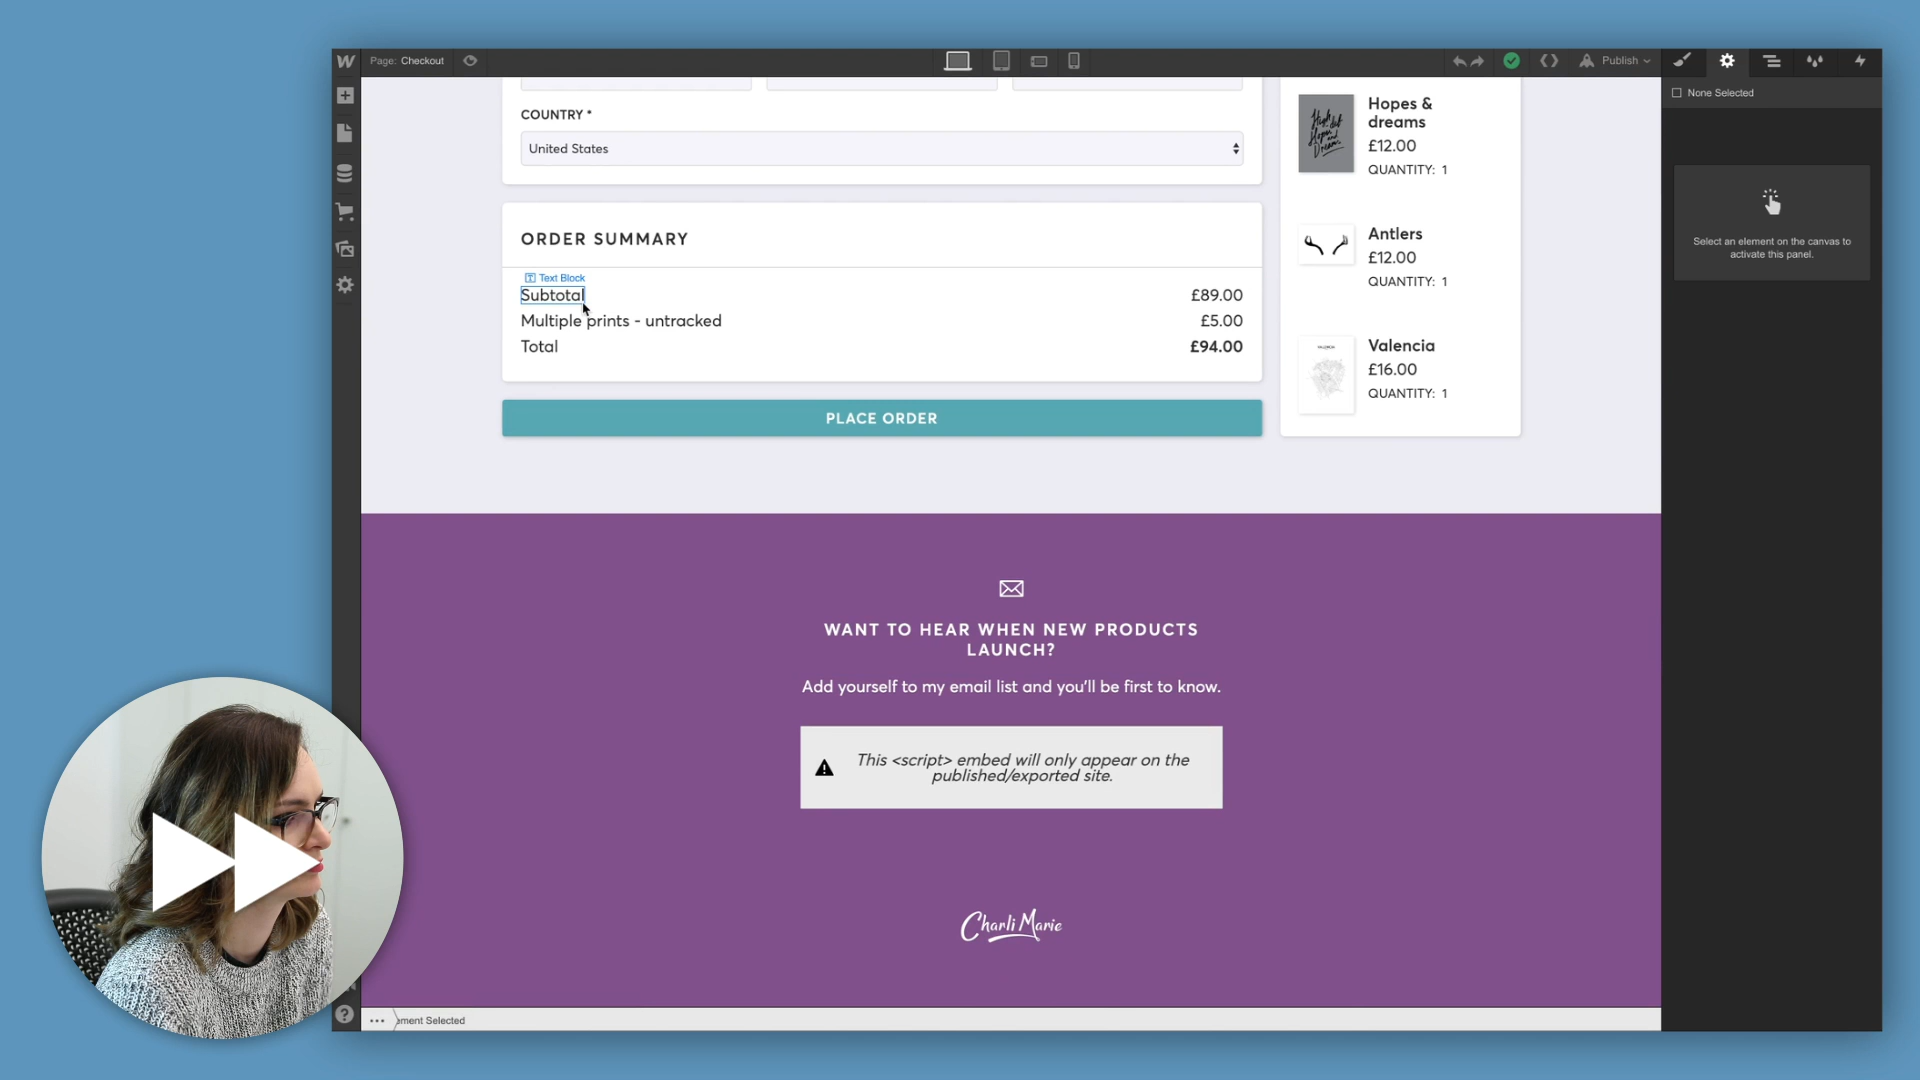 Page: Checkout
Publish
None Selected
Select an element on the canvas to
activate this panel.
COUNTRY *
United States
ORDER SUMMARY
Text Block
Subtotal
£89.00
Multiple prints - untracked
£5.00
Total
£94.00
PLACE ORDER
Hopes &
dreams
£12.00
QUANTITY: 1
Antlers
£12.00
QUANTITY: 1
Valencia
£16.00
QUANTITY: 1
WANT TO HEAR WHEN NEW PRODUCTS
LAUNCH?
Add yourself to my email list and you'll be first to know.
This <script> embed will only appear on the
published/exported site.
Charli Marie
ement Selected